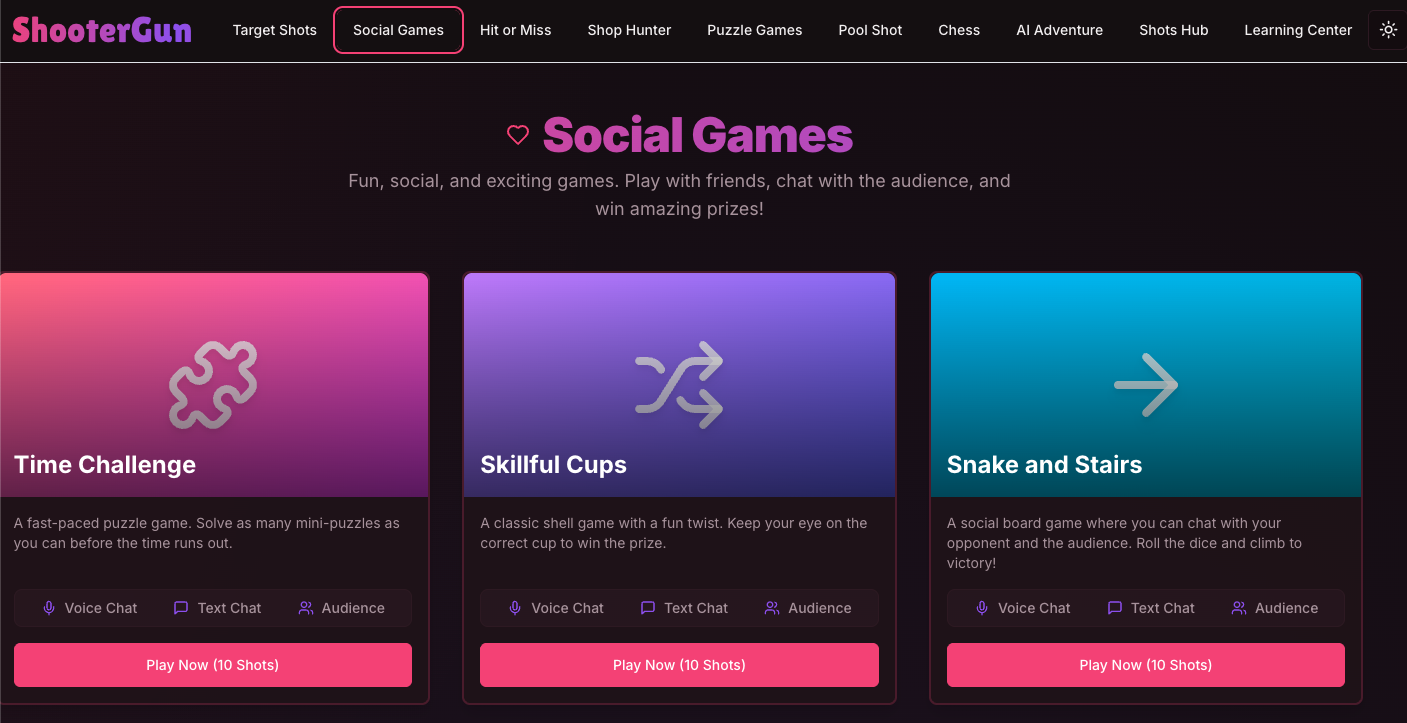 ShooterGun
Target Shots
Social Games
Hit or Miss
Shop Hunter
Puzzle Games
Pool Shot
Chess
AI Adventure
Shots Hub
Learning Center
Social Games
Fun, social, and exciting games. Play with friends, chat with the audience, and
win amazing prizes!
Time Challenge
A fast-paced puzzle game. Solve as many mini-puzzles as
you can before the time runs out.
Voice Chat
Text Chat
Audience
Play Now (10 Shots)
Skillful Cups
A classic shell game with a fun twist. Keep your eye on the
correct cup to win the prize.
Voice Chat
Text Chat
Audience
Play Now (10 Shots)
Snake and Stairs
A social board game where you can chat with your
opponent and the audience. Roll the dice and climb to
victory!
Voice Chat
Text Chat
Audience
Play Now (10 Shots)